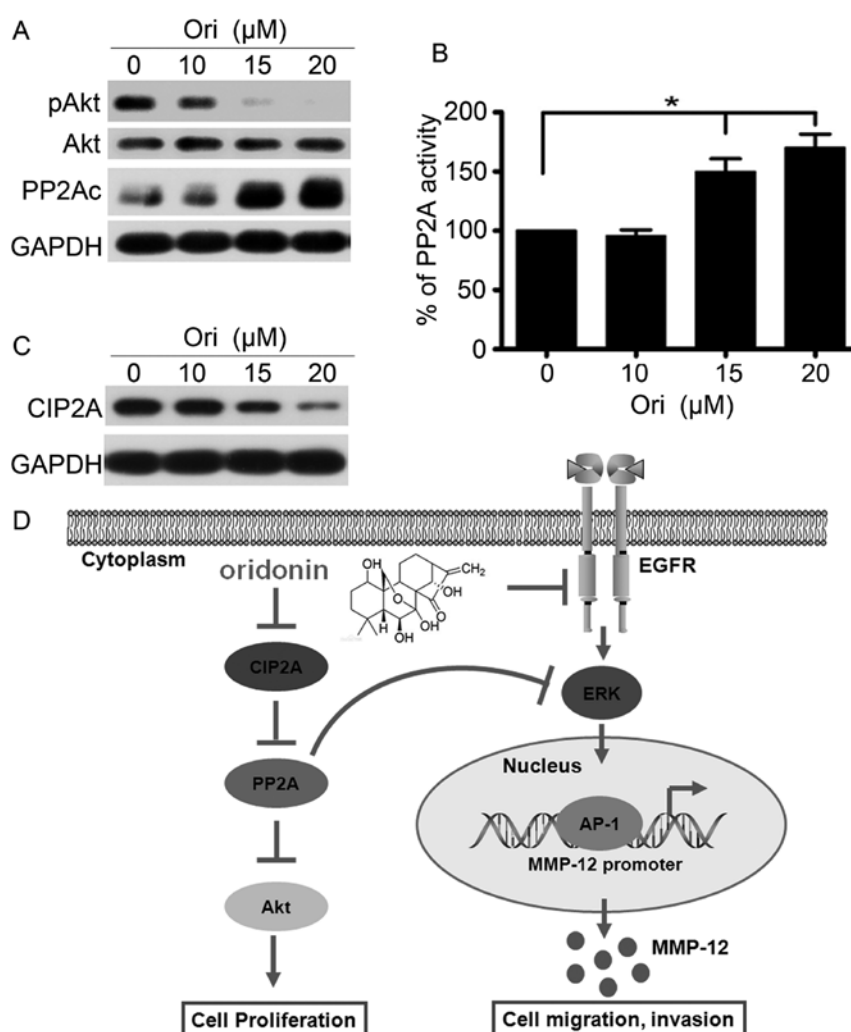 A
Ori (μM)
0 10 15 20
pAkt
Akt
PP2Ac
GAPDH
B
*
% of PP2A activity
200
150
100
50
0
0 10 15 20
Ori (μM)
C
Ori (μM)
0 10 15 20
CIP2A
GAPDH
D
Cytoplasm
oridonin
OH
O
CH₂
OH
O
H
OH
OH
EGFR
CIP2A
ERK
PP2A
Nucleus
AP-1
MMP-12 promoter
Akt
MMP-12
Cell Proliferation
Cell migration, invasion